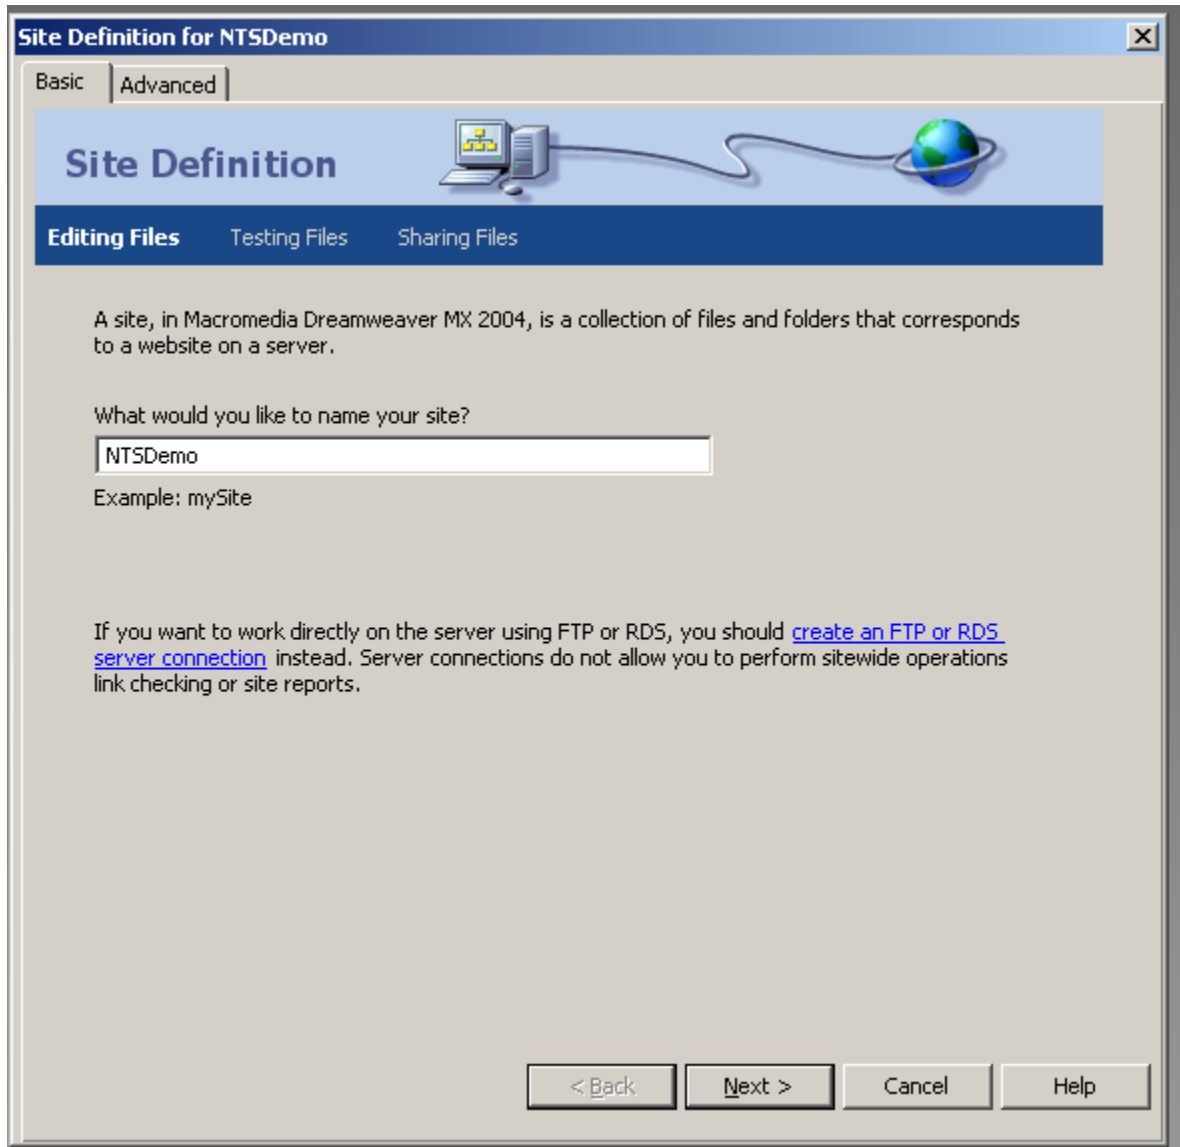 Site Definition for NTSDemo
Basic
Advanced
Site Definition
Editing Files
Testing Files
Sharing Files
A site, in Macromedia Dreamweaver MX 2004, is a collection of files and folders that corresponds
to a website on a server.
What would you like to name your site?
NTSDemo
Example: mySite
If you want to work directly on the server using FTP or RDS, you should create an FTP or RDS
server connection instead. Server connections do not allow you to perform sitewide operations
link checking or site reports.
< Back
Next >
Cancel
Help